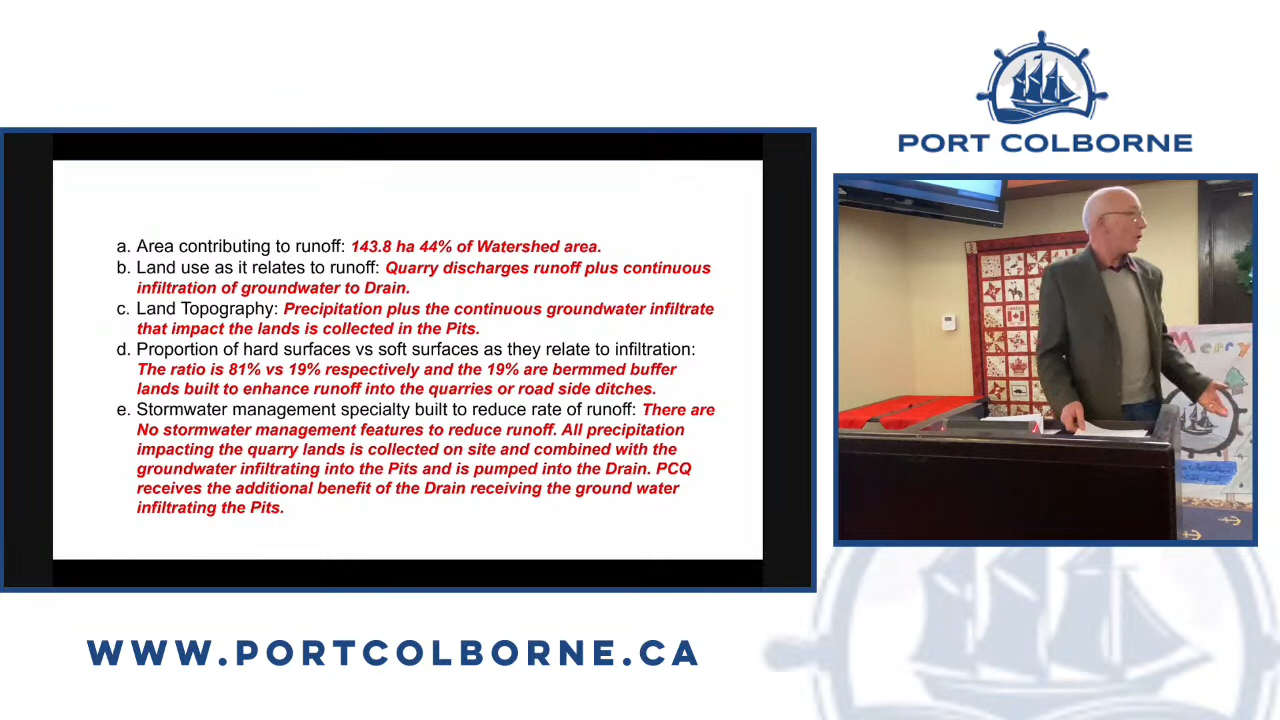 PORT COLBORNE
a. Area contributing to runoff: 143.8 ha 44% of Watershed area.
b. Land use as it relates to runoff: Quarry discharges runoff plus continuous
infiltration of groundwater to Drain.
c. Land Topography: Precipitation plus the continuous groundwater infiltrate
that impact the lands is collected in the Pits.
d. Proportion of hard surfaces vs soft surfaces as they relate to infiltration:
The ratio is 81% vs 19% respectively and the 19% are bermmed buffer
lands built to enhance runoff into the quarries or road side ditches.
e. Stormwater management specialty built to reduce rate of runoff: There are
No stormwater management features to reduce runoff. All precipitation
impacting the quarry lands is collected on site and combined with the
groundwater infiltrating into the Pits and is pumped into the Drain. PCQ
receives the additional benefit of the Drain receiving the ground water
infiltrating the Pits.
Merry
WWW.PORTCOLBORNE.CA